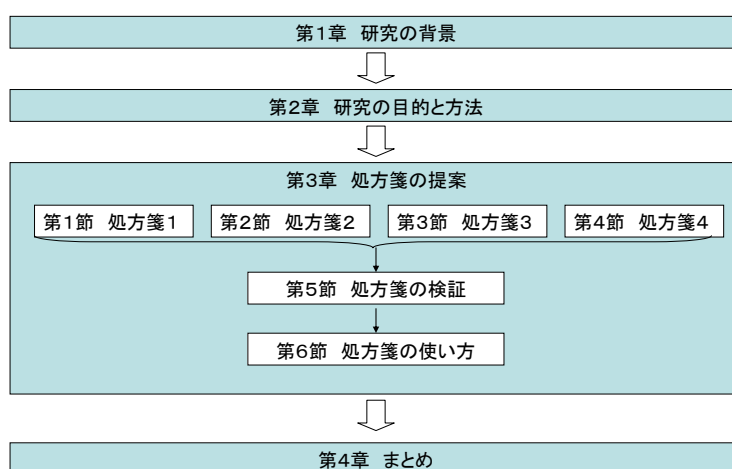 第1章 研究の背景
第2章 研究の目的と方法
第3章 処方箋の提案
第1節 処方箋1
第2節 処方箋2
第3節 処方箋3
第4節 処方箋4
第5節 処方箋の検証
第6節 処方箋の使い方
第4章 まとめ